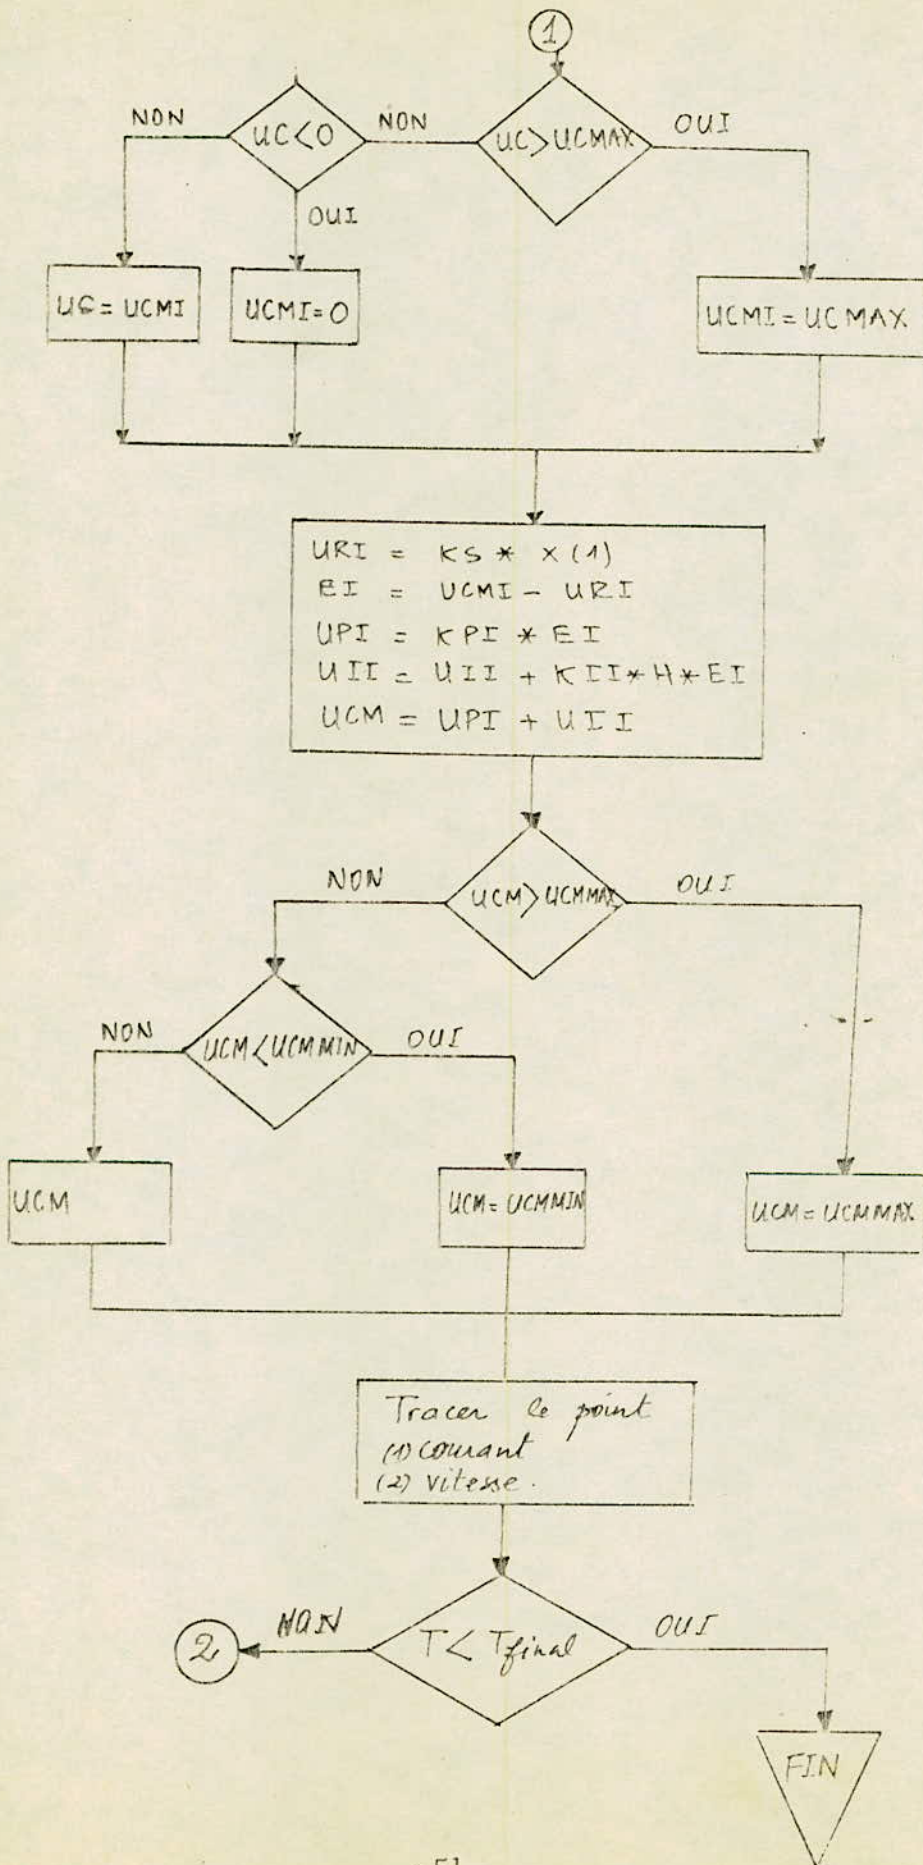 1
UC>UCMAX
OUI
NON
UC<0
NON
OUI
UC = UCMI
UCMI=0
UCMI = UCMAX
URI = KS * X(1)
EI = UCMI - URI
UPI = KPI * EI
UII = UII + KII*H*EI
UCM = UPI + UII
UCM>UCMMAX
NON
OUI
UCM<UCMMIN
NON
OUI
UCM
UCM = UCMMIN
UCM = UCMMAX
Tracer le point
(1) courant
(2) vitesse.
T< Tfinal
NON
OUI
2
FIN
51